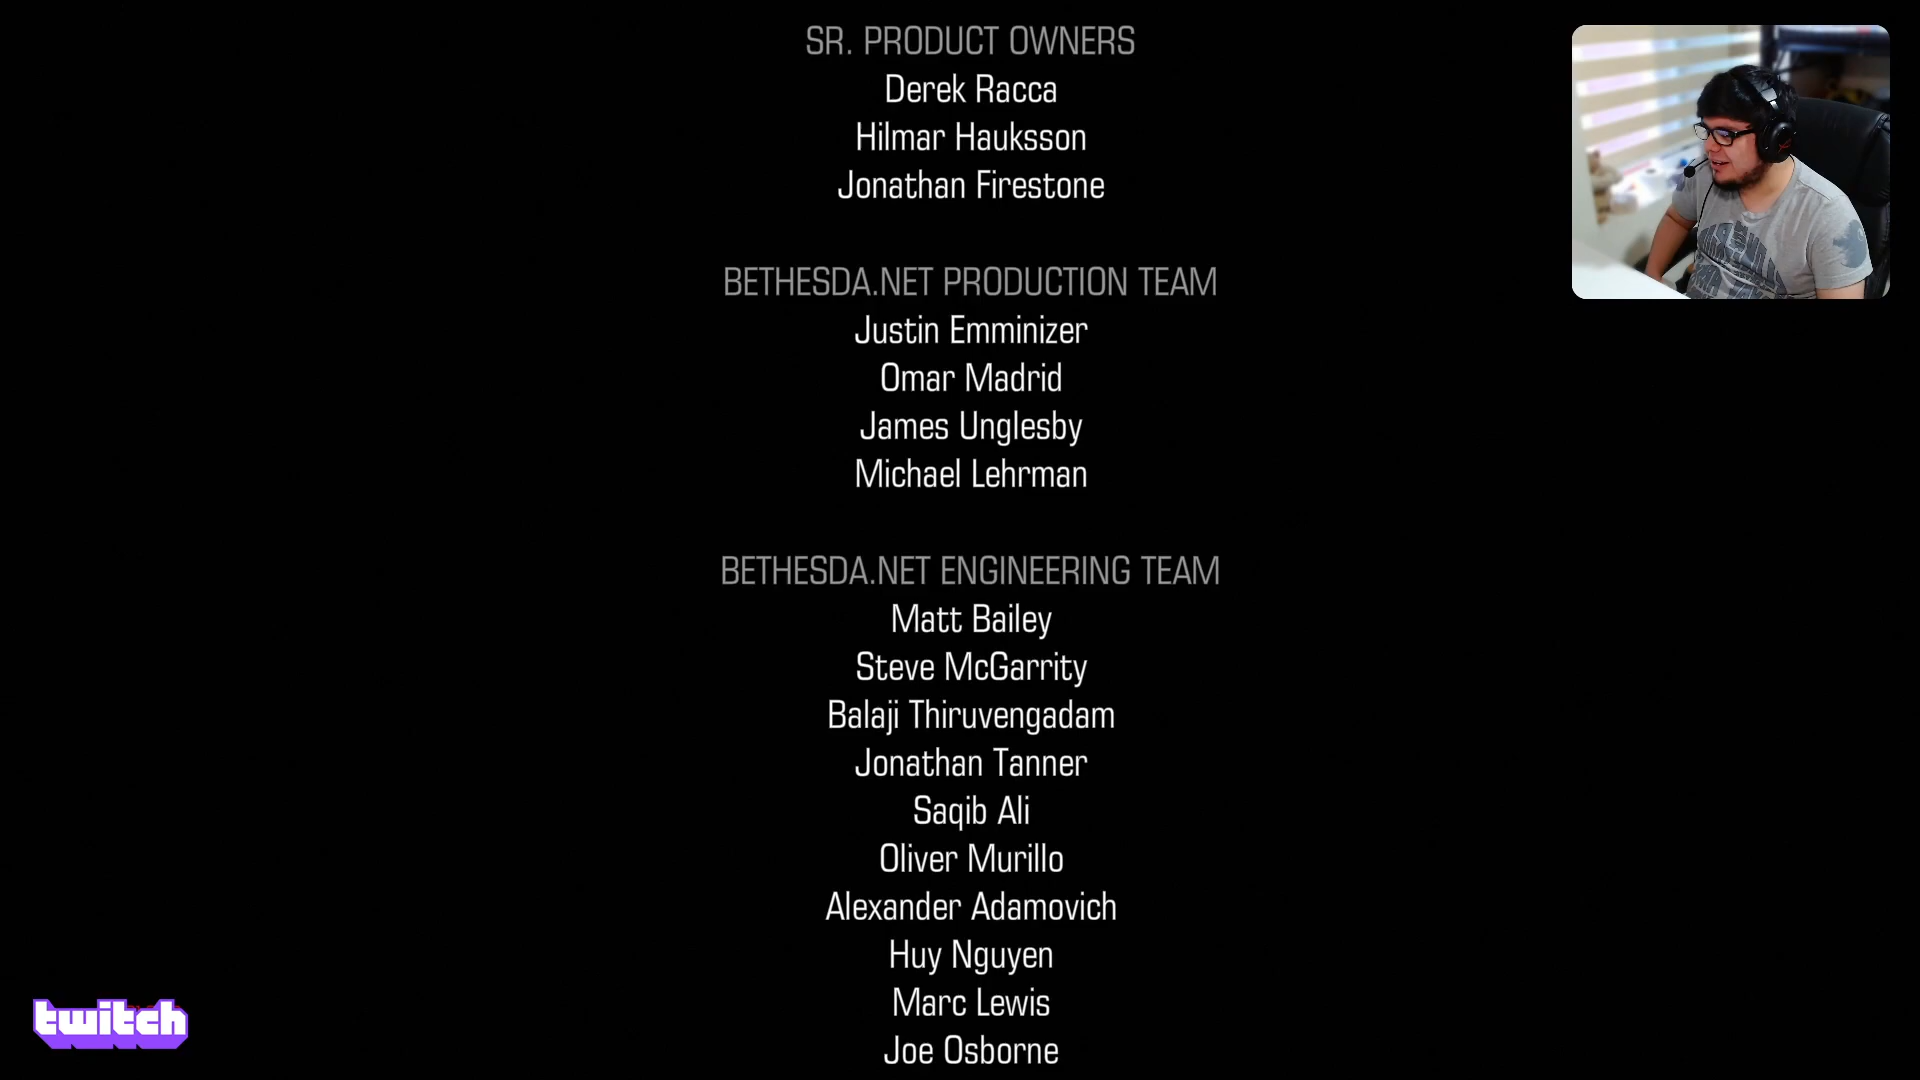 SR. PRODUCT OWNERS
Derek Racca
Hilmar Hauksson
Jonathan Firestone
BETHESDA.NET PRODUCTION TEAM
Justin Emminizer
Omar Madrid
James Unglesby
Michael Lehrman
BETHESDA.NET ENGINEERING TEAM
Matt Bailey
Steve McGarrity
Balaji Thiruvengadam
Jonathan Tanner
Saqib Ali
Oliver Murillo
Alexander Adamovich
Huy Nguyen
Marc Lewis
Joe Osborne
twitch